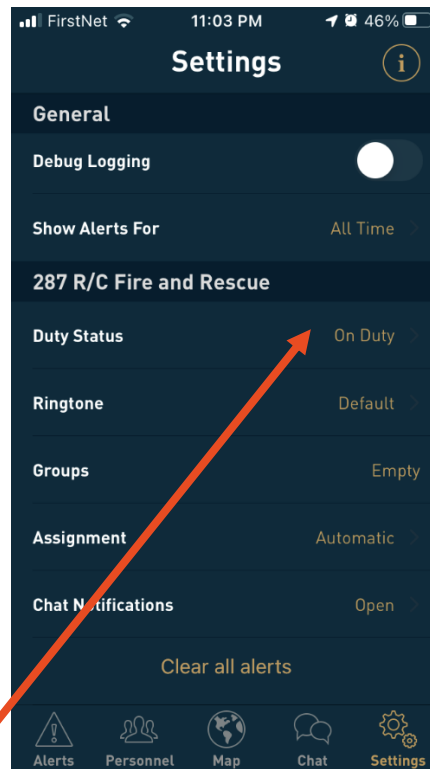 FirstNet 11:03 PM 46%
Settings i
General
Debug Logging
Show Alerts For All Time
287 R/C Fire and Rescue
Duty Status On Duty
Ringtone Default
Groups Empty
Assignment Automatic
Chat Notifications Open
Clear all alerts
Alerts Personnel Map Chat Settings